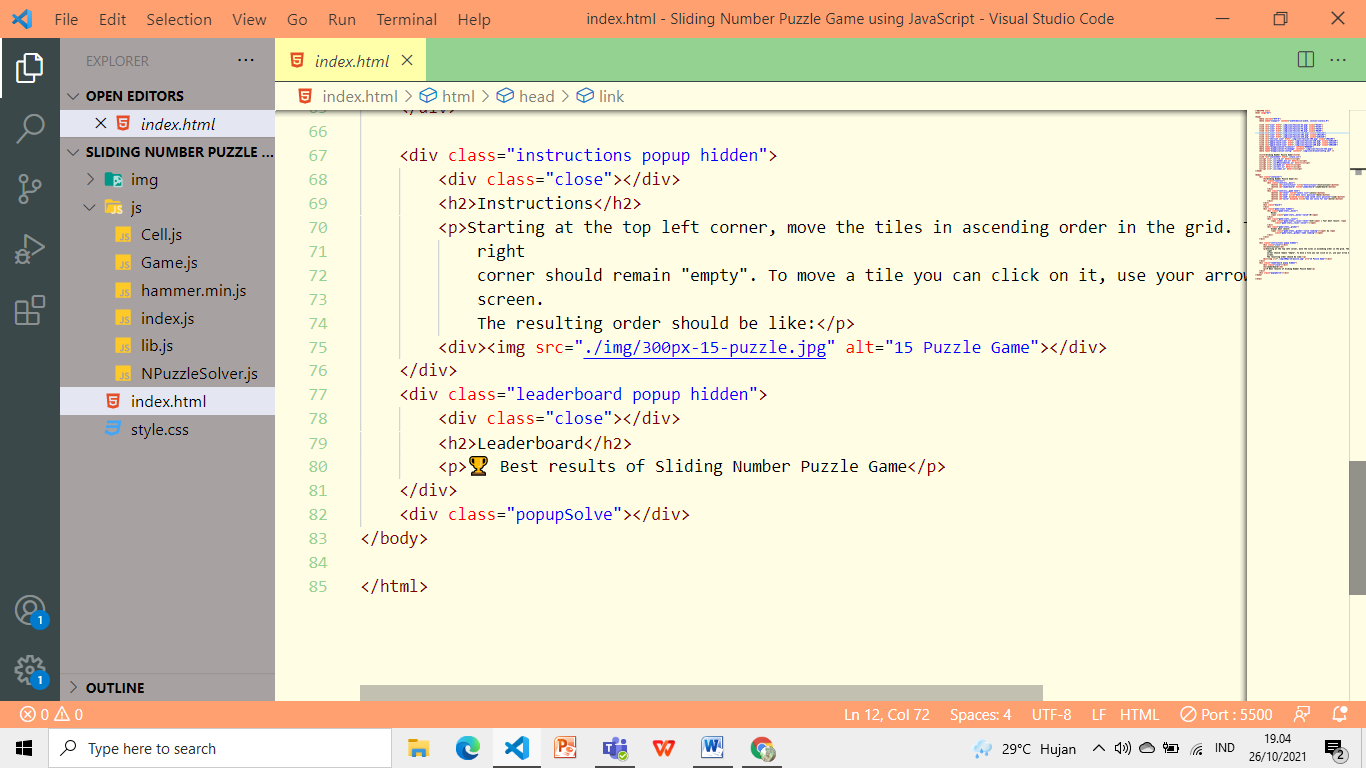 File Edit Selection View Go Run Terminal Help
index.html - Sliding Number Puzzle Game using JavaScript - Visual Studio Code
EXPLORER
OPEN EDITORS
index.html
SLIDING NUMBER PUZZLE ...
img
js
Cell.js
Game.js
hammer.min.js
index.js
lib.js
NPuzzleSolver.js
index.html
style.css
OUTLINE
index.html
index.html > html > head > link
65 </div>
66
67 <div class="instructions popup hidden">
68 <div class="close"></div>
69 <h2>Instructions</h2>
70 <p>Starting at the top left corner, move the tiles in ascending order in the grid.
71 right
72 corner should remain "empty". To move a tile you can click on it, use your arrow
73 screen.
74 The resulting order should be like:</p>
75 <div><img src="./img/300px-15-puzzle.jpg" alt="15 Puzzle Game"></div>
76 </div>
77 <div class="leaderboard popup hidden">
78 <div class="close"></div>
79 <h2>Leaderboard</h2>
80 <p>🏆 Best results of Sliding Number Puzzle Game</p>
81 </div>
82 <div class="popupSolve"></div>
83 </body>
84
85 </html>
1
1
0 0
Ln 12, Col 72 Spaces: 4 UTF-8 LF HTML Port : 5500
Type here to search
29°C Hujan
IND
19.04
26/10/2021
2